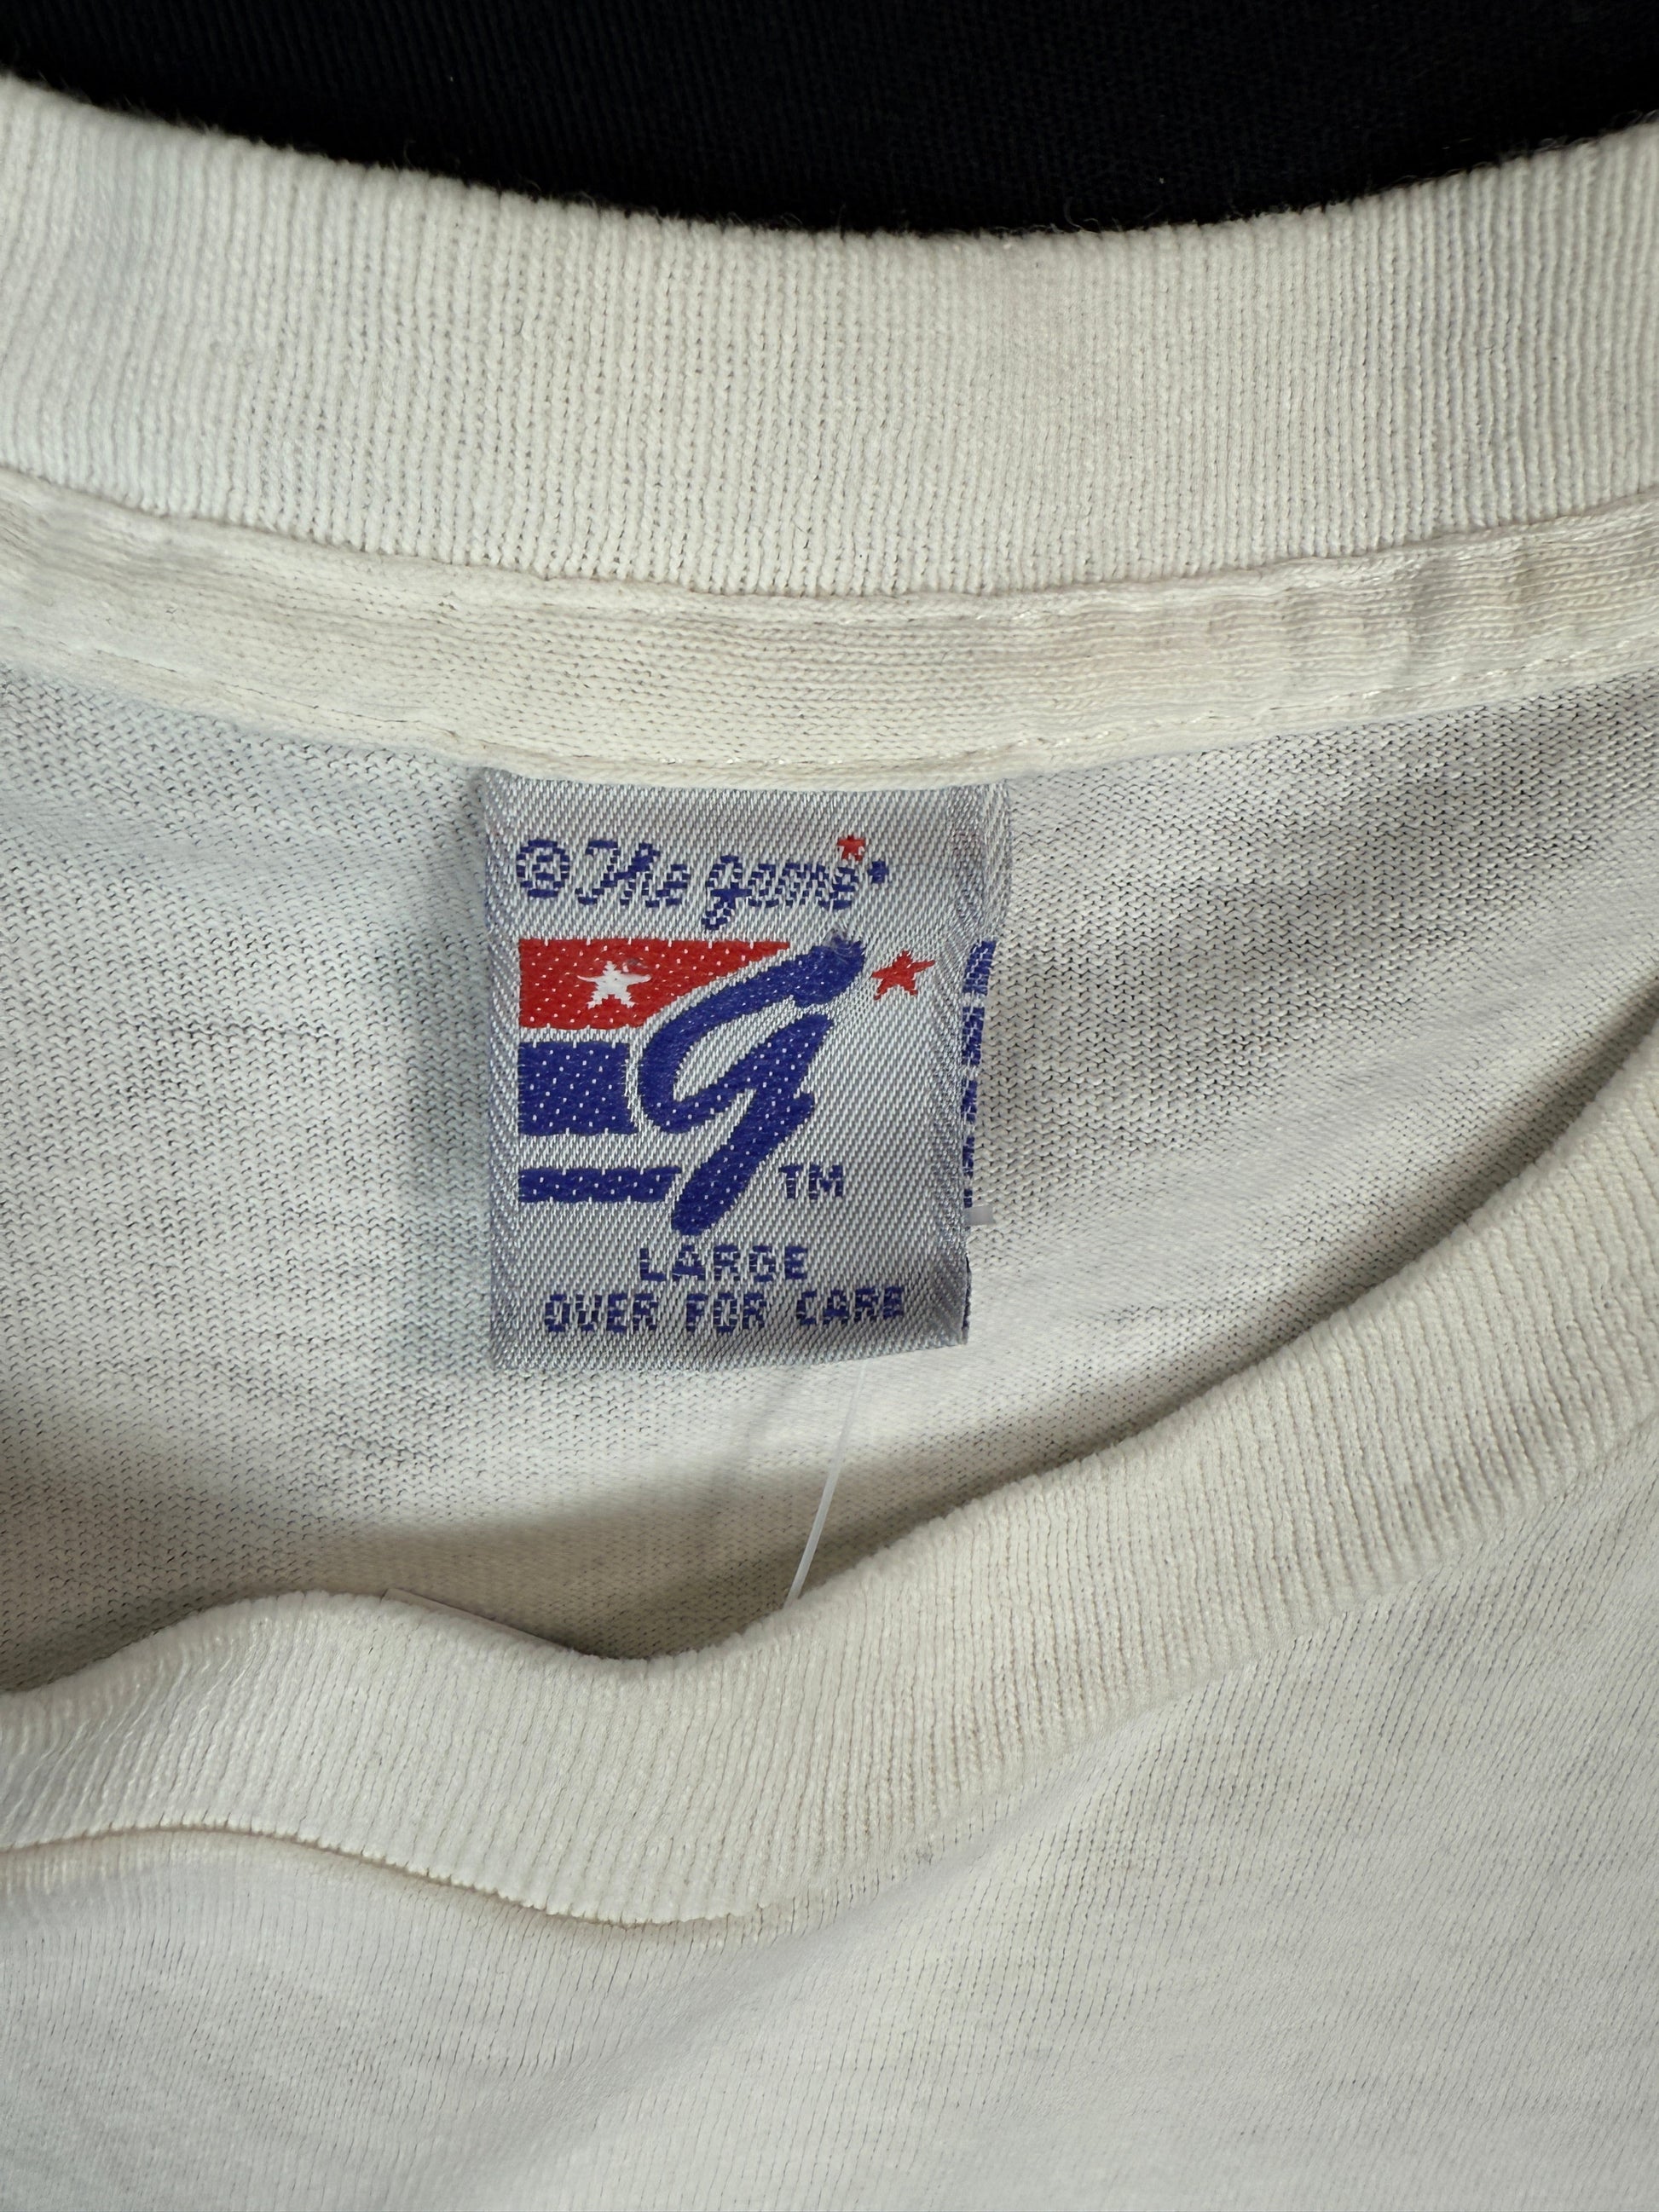 © The game
g TM
LARGE
OVER FOR CARE